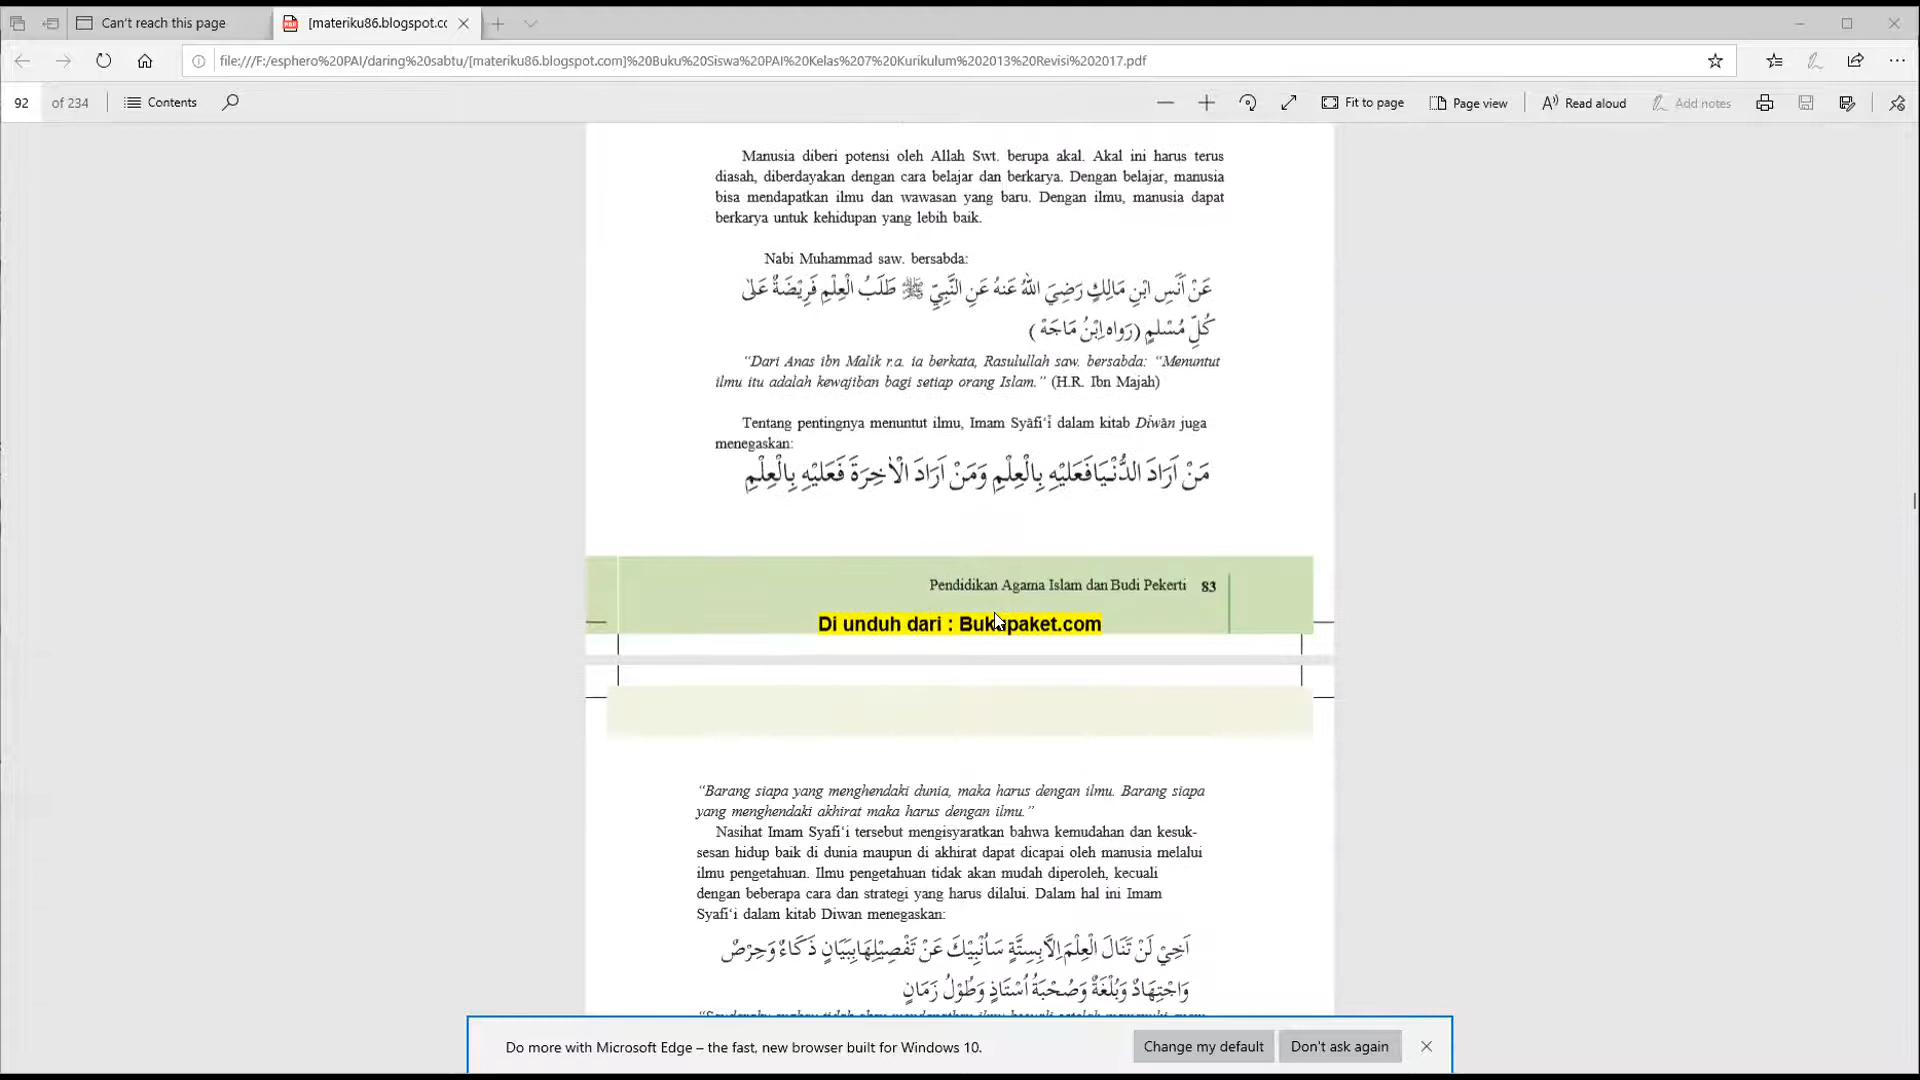 Can't reach this page
[materiku86.blogspot.cc
file:///F:/esphero%20PAI/daring%20sabtu/[materiku86.blogspot.com]%20Buku%20Siswa%20PAI%20Kelas%207%20Kurikulum%202013%20Revisi%202017.pdf
92 of 234 Contents Fit to page Page view Read aloud Add notes
Manusia diberi potensi oleh Allah Swt. berupa akal. Akal ini harus terus
diasah, diberdayakan dengan cara belajar dan berkarya. Dengan belajar, manusia
bisa mendapatkan ilmu dan wawasan yang baru. Dengan ilmu, manusia dapat
berkarya untuk kehidupan yang lebih baik.
Nabi Muhammad saw. bersabda:
عَنْ اَنَسِ ابْنِ مَالِكٍ رَضِيَ اللهُ عَنهُ عَنِ النَّبِيِّ ﷺ طَلَبُ الْعِلْمِ فَرِيْضَةٌ عَلىٰ
كُلِّ مُسْلمٍ (رَواه اِبْنُ مَاجَهْ )
“Dari Anas ibn Malik r.a. ia berkata, Rasulullah saw. bersabda: “Menuntut
ilmu itu adalah kewajiban bagi setiap orang Islam.” (H.R. Ibn Majah)
Tentang pentingnya menuntut ilmu, Imam Syāfi‘ī dalam kitab Dīwān juga
menegaskan:
مَنْ اَرَادَ الدُّنْيَافَعَليْهِ بِالْعِلْمِ وَمَنْ اَرَادَ الْاٰخِرَةَ فَعَليْهِ بِالْعِلْمِ
Pendidikan Agama Islam dan Budi Pekerti 83
Di unduh dari : Bukupaket.com
“Barang siapa yang menghendaki dunia, maka harus dengan ilmu. Barang siapa
yang menghendaki akhirat maka harus dengan ilmu.”
Nasihat Imam Syafi‘i tersebut mengisyaratkan bahwa kemudahan dan kesuk-
sesan hidup baik di dunia maupun di akhirat dapat dicapai oleh manusia melalui
ilmu pengetahuan. Ilmu pengetahuan tidak akan mudah diperoleh, kecuali
dengan beberapa cara dan strategi yang harus dilalui. Dalam hal ini Imam
Syafi‘i dalam kitab Diwan menegaskan:
اَخِيْ لَنْ تَنَالَ الْعِلْمَ اِلَّابِسِتَّةٍ سَاُنْبِيْكَ عَنْ تَفْصِيْلِهَابِبَيَانٍ ذَكَاءٌ وَحِرْصٌ
وَاجْتِهَادٌ وَبُلْغَةٌ وَصُحْبَةُ اُسْتَاذٍ وَطُوْلُ زَمَانٍ
Do more with Microsoft Edge – the fast, new browser built for Windows 10. Change my default Don't ask again